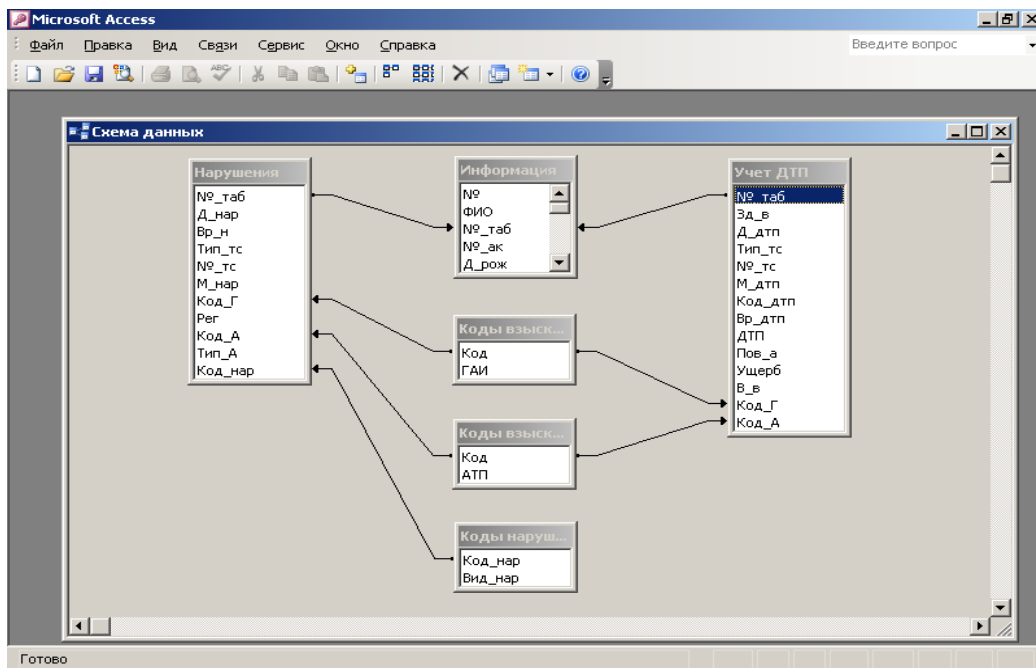 Microsoft Access
Файл Правка Вид Связи Сервис Окно Справка
Введите вопрос
Схема данных
Нарушения
№_таб
Д_нар
Вр_н
Тип_тс
№_тс
М_нар
Код_Г
Рег
Код_А
Тип_А
Код_нар
Информация
№
ФИО
№_таб
№_ак
Д_рож
Коды взыск...
Код
ГАИ
Коды взыск...
Код
АТП
Коды наруш...
Код_нар
Вид_нар
Учет ДТП
№_таб
Зд_в
Д_дтп
Тип_тс
№_тс
М_дтп
Код_дтп
Вр_дтп
ДТП
Пов_а
Ущерб
В_в
Код_Г
Код_А
Готово